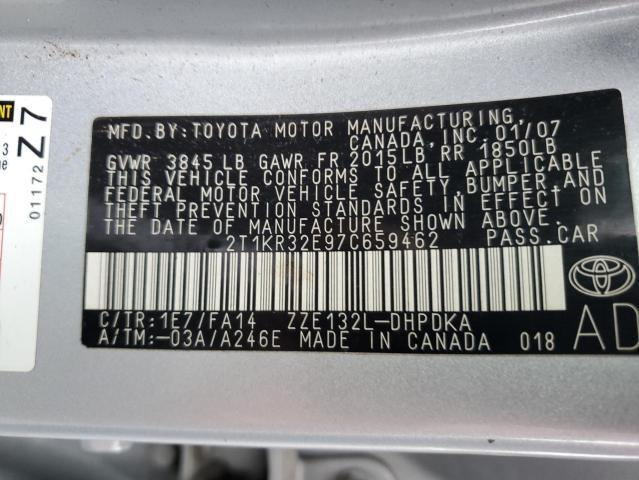 MFD.BY:TOYOTA MOTOR MANUFACTURING,
CANADA, INC. 01/07
GVWR 3845 LB GAWR FR 2015LB, RR 1850LB
THIS VEHICLE CONFORMS TO ALL APPLICABLE
FEDERAL MOTOR VEHICLE SAFETY,BUMPER,AND
THEFT PREVENTION STANDARDS IN EFFECT ON
THE DATE OF MANUFACTURE SHOWN ABOVE.
2T1KR32E97C659462 PASS.CAR
C/TR:1E7/FA14 ZZE132L-DHPDKA
A/TM:-03A/A246E MADE IN CANADA 018
AD
01172
Z 7
3